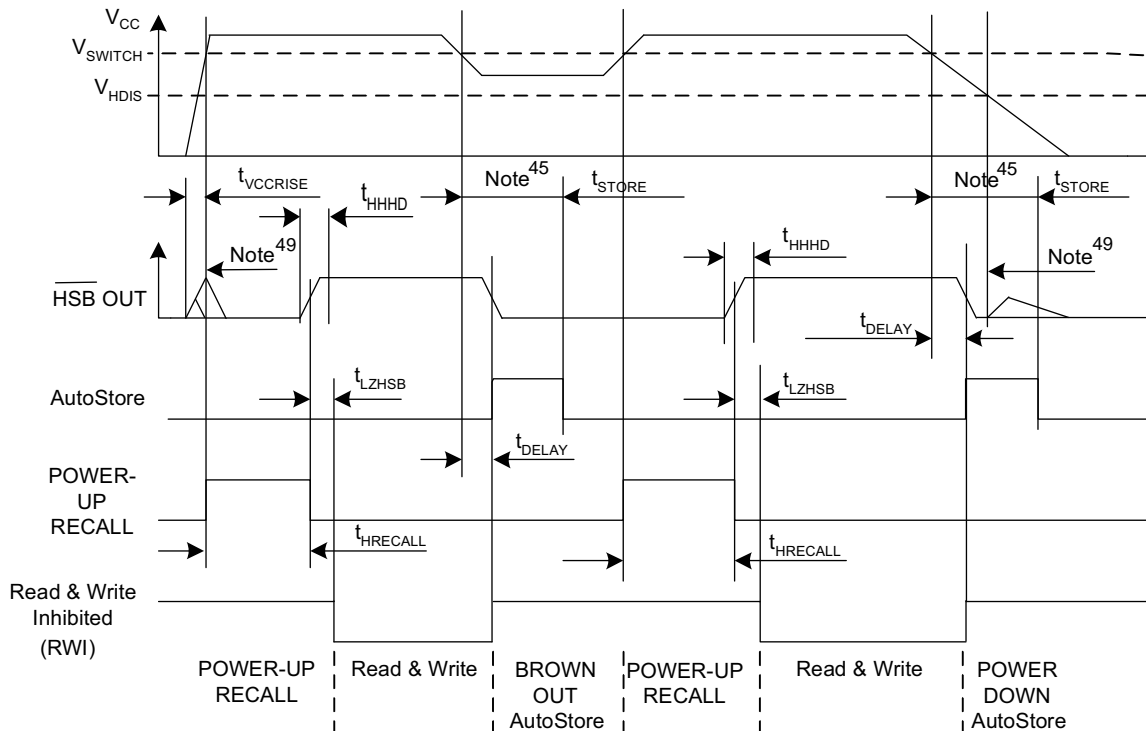 VCC
VSWITCH
VHDIS
tVCCRISE
Note45
tSTORE
Note45
tSTORE
tHHHD
Note49
tHHHD
Note49
HSB OUT
tDELAY
tLZHSB
tLZHSB
AutoStore
tDELAY
POWER-
UP
RECALL
tHRECALL
tHRECALL
Read & Write
Inhibited
(RWI)
POWER-UP
RECALL
Read & Write
BROWN
OUT
AutoStore
POWER-UP
RECALL
Read & Write
POWER
DOWN
AutoStore